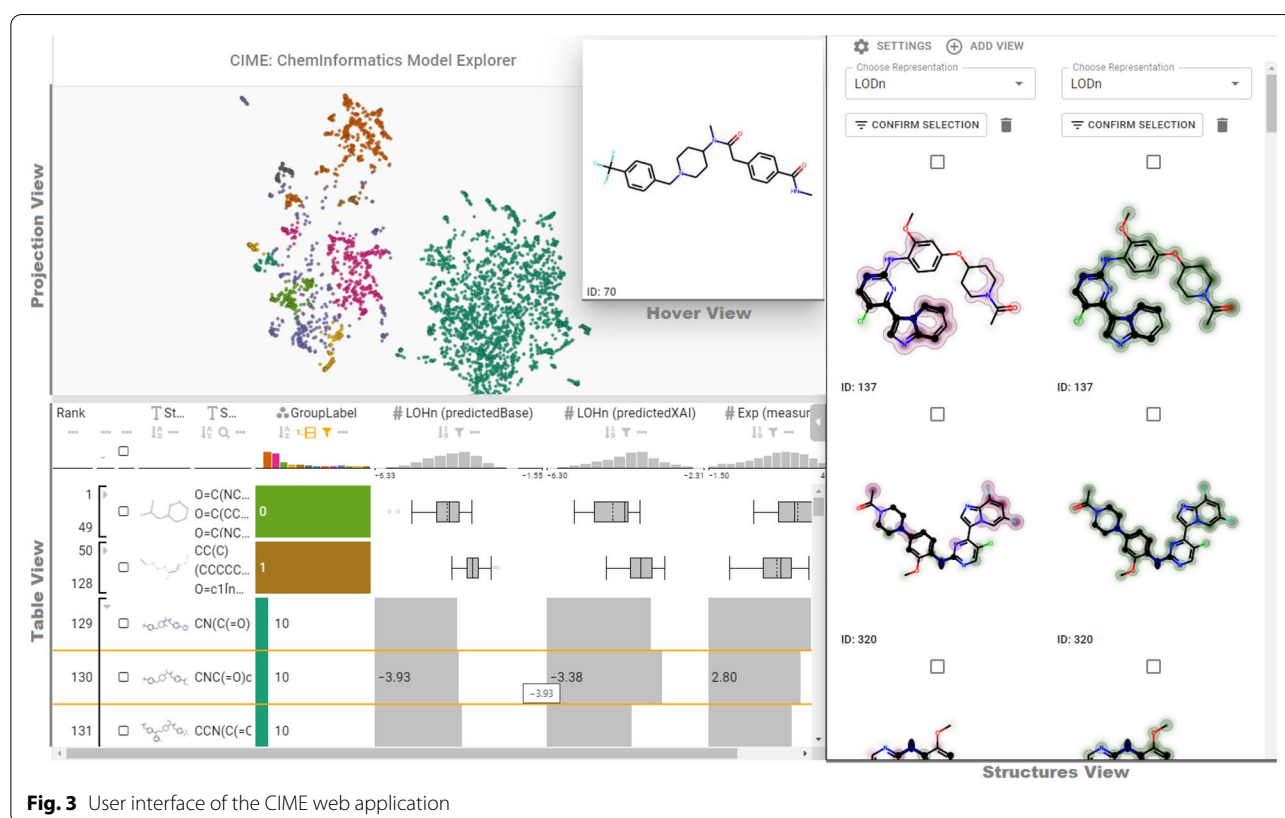 CIME: ChemInformatics Model Explorer
Projection View
ID: 70
Hover View
SETTINGS ADD VIEW
Choose Representation Choose Representation
LODn LODn
CONFIRM SELECTION CONFIRM SELECTION
ID: 137 ID: 137
ID: 320 ID: 320
Structures View
Table View
Rank St... S... GroupLabel # LOHn (predictedBase) # LOHn (predictedXAI) # Exp (measur
−6.33 −1.55 −6.30 −2.31 −1.50 4
1 O=C(NC...
O=C(CC... 0
49 O=C(NC...
50 CC(C)
(CCCCC... 1
128 O=c1[n...
129 CN(C(=O) 10
130 CNC(=O)c 10 −3.93 −3.38 2.80
−3.93
131 CCN(C(=C 10
Fig. 3 User interface of the CIME web application